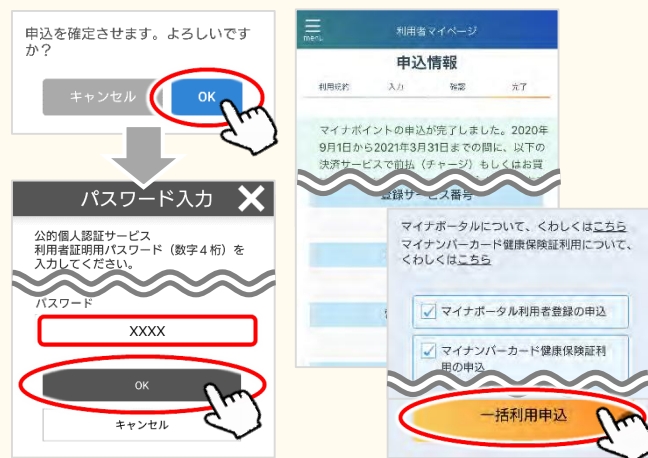 申込を確定させます。よろしいです
か？
キャンセル
OK
パスワード入力
公的個人認証サービス
利用者証明用パスワード（数字４桁）を
入力してください。
パスワード
XXXX
OK
キャンセル
menu
利用者マイページ
申込情報
利用規約
入力
確認
完了
マイナポイントの申込が完了しました。2020年
9月1日から2021年3月31日までの間に、以下の
決済サービスで前払（チャージ）もしくはお買
登録サービス番号
マイナポータルについて、くわしくはこちら
マイナンバーカード健康保険証利用について、
くわしくはこちら
マイナポータル利用者登録の申込
マイナンバーカード健康保険証利
用の申込
一括利用申込